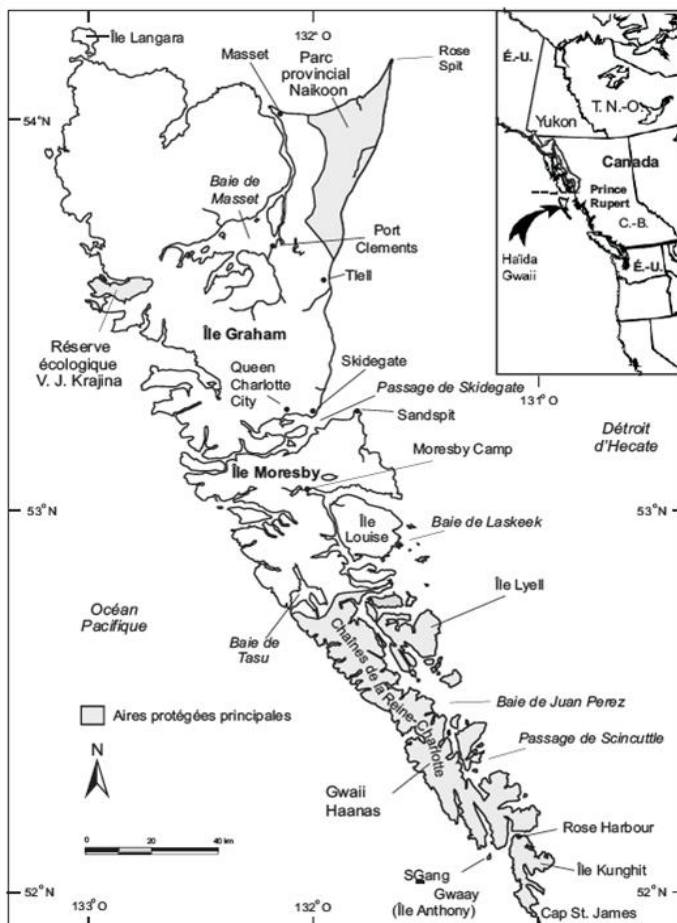 Île Langara
132° O
Masset
Parc
provincial
Naikoon
Rose
Spit
54°N
Baie de
Masset
Port
Clements
Tlell
Île Graham
Réserve
écologique
V. J. Krajina
Queen
Charlotte
City
Skidegate
Passage de Skidegate
Sandspit
Île Moresby
Moresby Camp
53°N
Île
Louise
Baie de Laskeek
Île Lyell
Océan
Pacifique
Baie de
Tasu
Chaînes de la Reine-Charlotte
Baie de Juan Perez
Aires protégées principales
Passage de Scincuttle
N
Gwaii
Haanas
Rose Harbour
0 20 40 km
SGang
Gwaay
(Île Anthony)
Île Kunghit
52°N
Cap St. James
133°O
132°O
É.-U.
Yukon
T. N.-O.
Canada
Prince
Rupert
C.-B.
Haïda
Gwaii
É.-U.
131°O
Détroit
d'Hecate
53°N
52°N